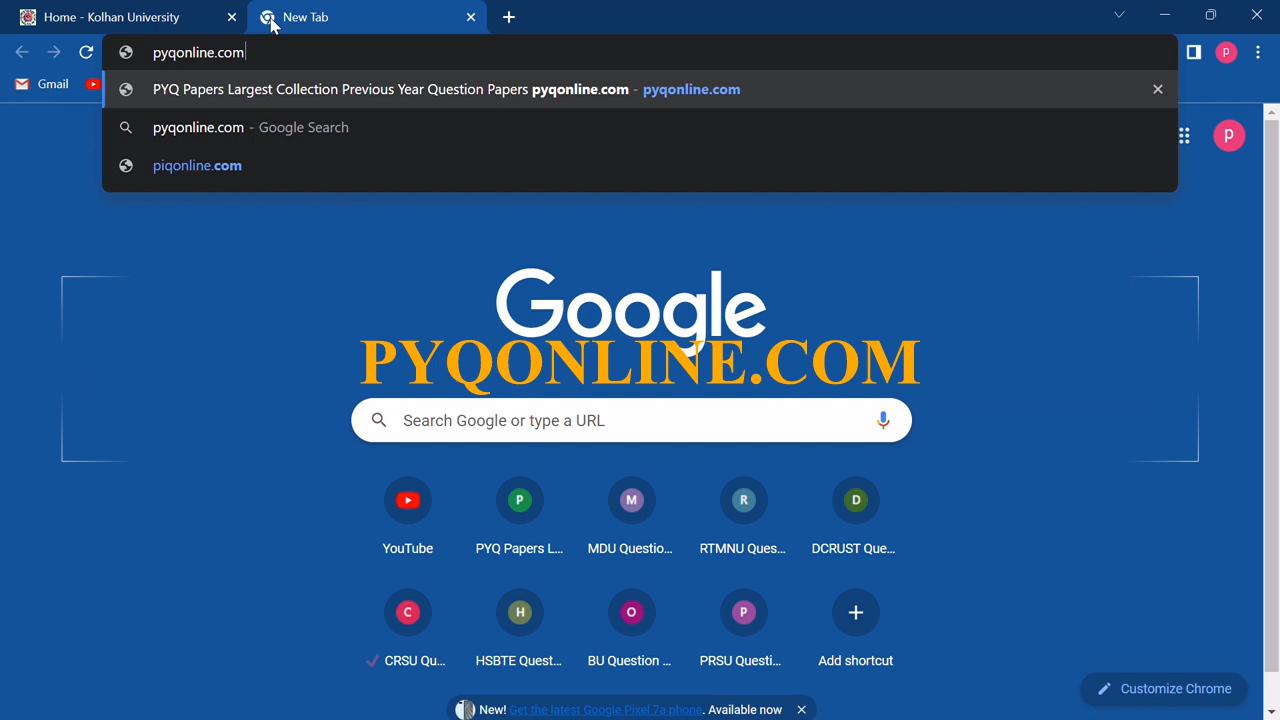 Home - Kolhan University
New Tab
pyqonline.com
p
Gmail
PYQ Papers Largest Collection Previous Year Question Papers pyqonline.com - pyqonline.com
pyqonline.com - Google Search
piqonline.com
p
Google
PYQONLINE.COM
Search Google or type a URL
P M R D
YouTube PYQ Papers L... MDU Questio... RTMNU Ques... DCRUST Que...
C H O P
CRSU Qu... HSBTE Quest... BU Question ... PRSU Questi... Add shortcut
Customize Chrome
New! Get the latest Google Pixel 7a phone. Available now